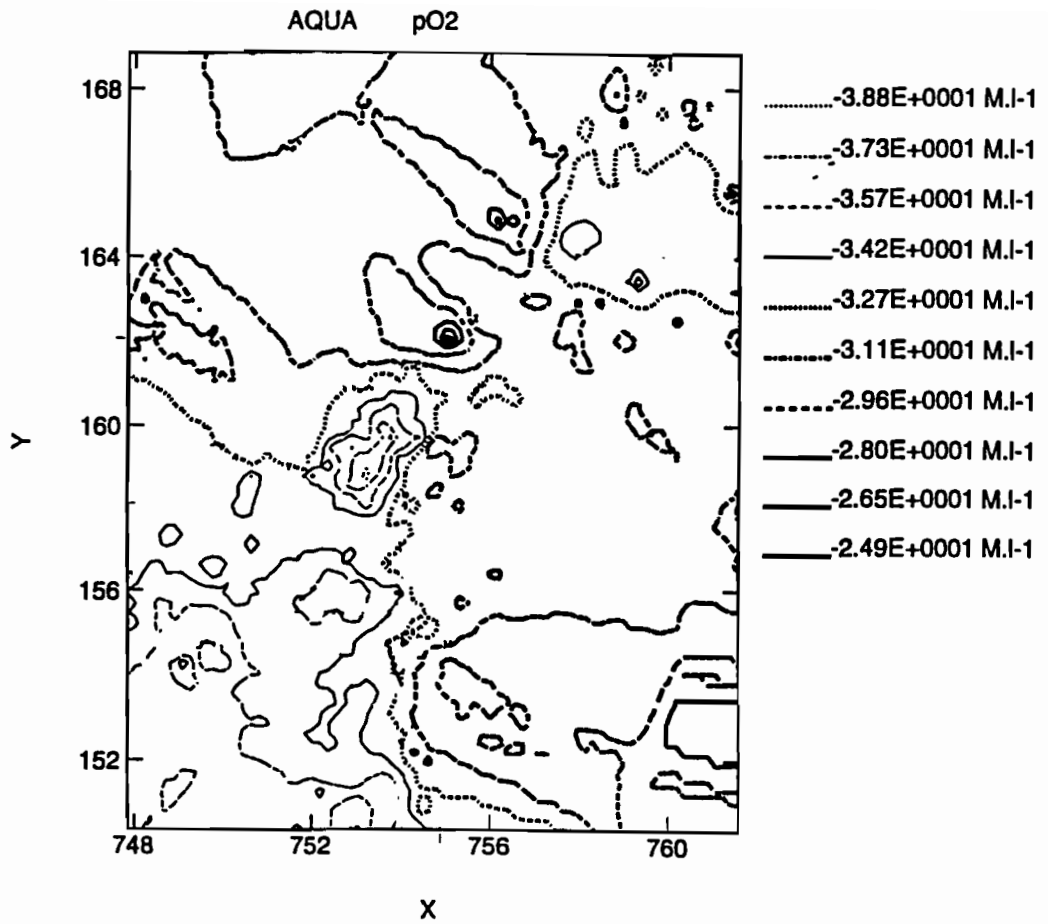 AQUA pO2
168
164
160
156
152
Y
748 752 756 760
X
-3.88E+0001 M.l-1
-3.73E+0001 M.l-1
-3.57E+0001 M.l-1
-3.42E+0001 M.l-1
-3.27E+0001 M.l-1
-3.11E+0001 M.l-1
-2.96E+0001 M.l-1
-2.80E+0001 M.l-1
-2.65E+0001 M.l-1
-2.49E+0001 M.l-1